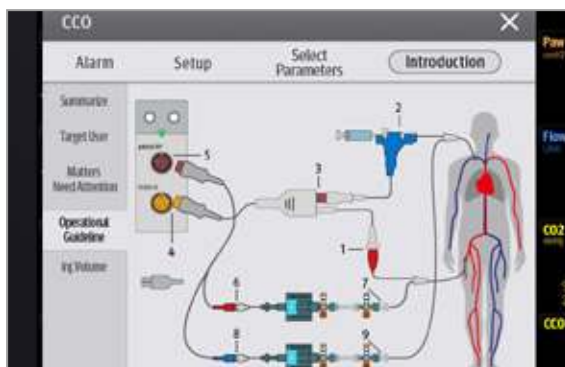 CCO
Alarm
Setup
Select
Parameters
Introduction
Summarize
Target User
Matters
Need Attention
Operational
Guideline
Inj.Volume
1
2
3
4
5
6
7
8
9
Paw
Flow
CO2
CCO